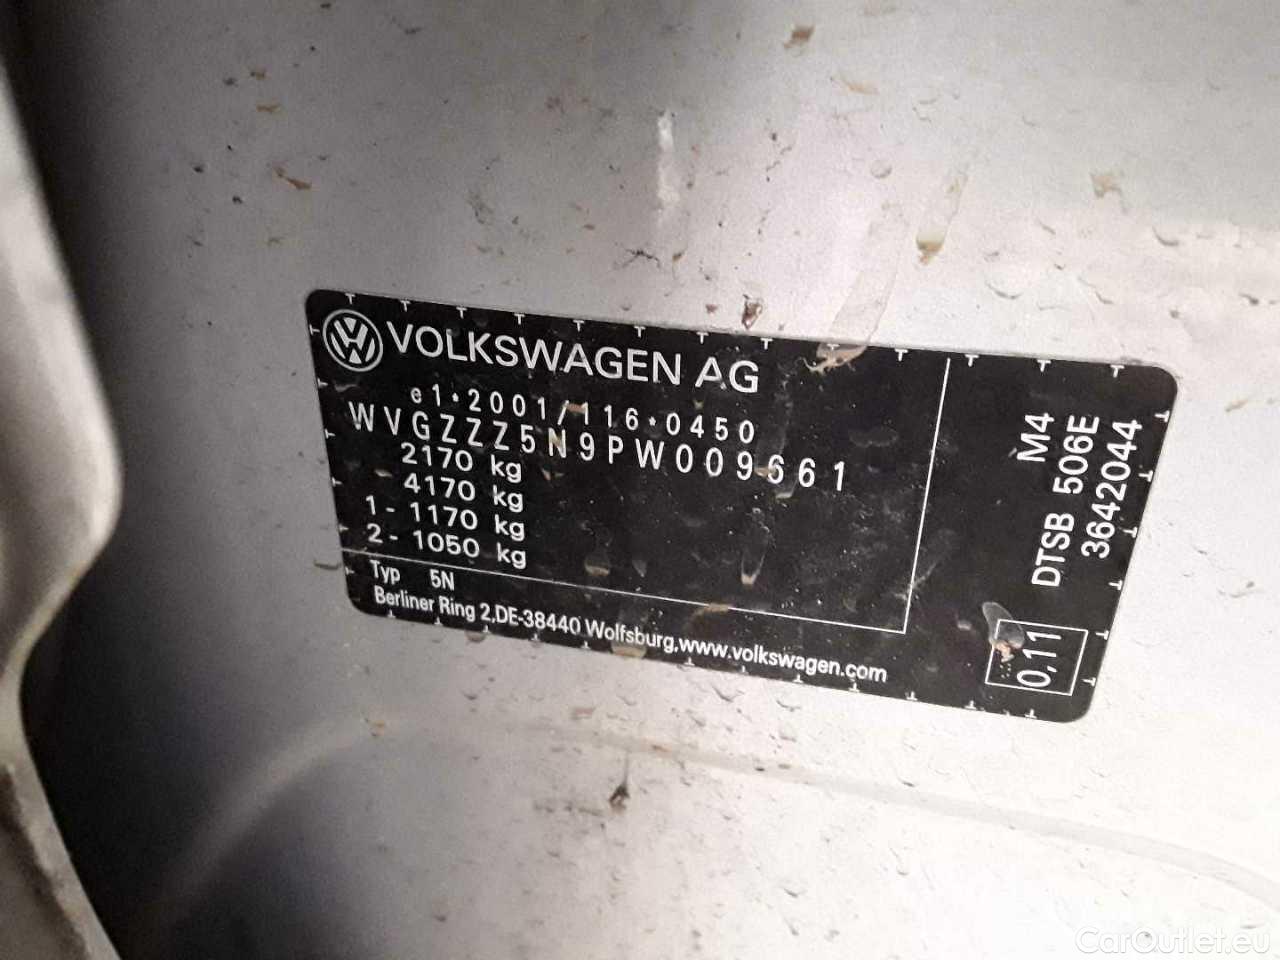 VOLKSWAGEN AG
e1*2001/116*0450
WVGZZZ5N9PW009661
2170 kg
4170 kg
1- 1170 kg
2- 1050 kg
Typ 5N
Berliner Ring 2,DE-38440 Wolfsburg,www.volkswagen.com
M4
DTSB 506E
3642044
0,11
CarOutlet.eu